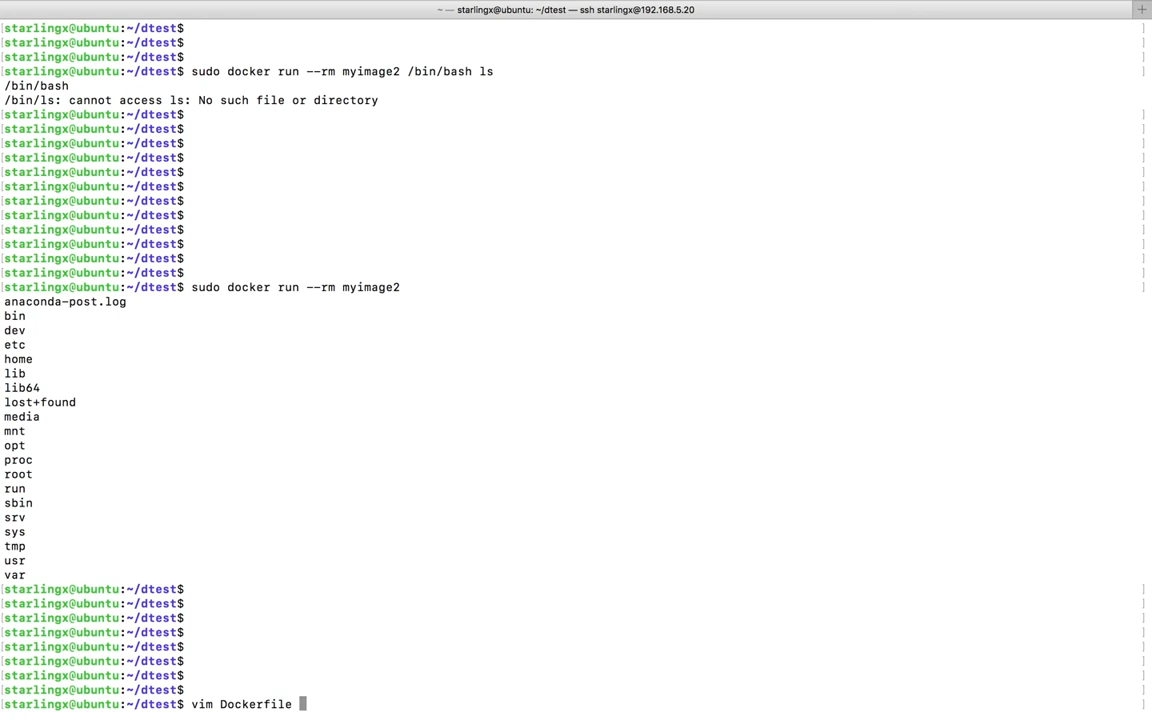 ~ — starlingx@ubuntu: ~/dtest — ssh starlingx@192.168.5.20 +
[starlingx@ubuntu:~/dtest$ ]
[starlingx@ubuntu:~/dtest$ ]
[starlingx@ubuntu:~/dtest$ ]
[starlingx@ubuntu:~/dtest$ sudo docker run --rm myimage2 /bin/bash ls ]
/bin/bash
/bin/ls: cannot access ls: No such file or directory
[starlingx@ubuntu:~/dtest$ ]
[starlingx@ubuntu:~/dtest$ ]
[starlingx@ubuntu:~/dtest$ ]
[starlingx@ubuntu:~/dtest$ ]
[starlingx@ubuntu:~/dtest$ ]
[starlingx@ubuntu:~/dtest$ ]
[starlingx@ubuntu:~/dtest$ ]
[starlingx@ubuntu:~/dtest$ ]
[starlingx@ubuntu:~/dtest$ ]
[starlingx@ubuntu:~/dtest$ ]
[starlingx@ubuntu:~/dtest$ ]
[starlingx@ubuntu:~/dtest$ ]
[starlingx@ubuntu:~/dtest$ sudo docker run --rm myimage2 ]
anaconda-post.log
bin
dev
etc
home
lib
lib64
lost+found
media
mnt
opt
proc
root
run
sbin
srv
sys
tmp
usr
var
[starlingx@ubuntu:~/dtest$ ]
[starlingx@ubuntu:~/dtest$ ]
[starlingx@ubuntu:~/dtest$ ]
[starlingx@ubuntu:~/dtest$ ]
[starlingx@ubuntu:~/dtest$ ]
[starlingx@ubuntu:~/dtest$ ]
[starlingx@ubuntu:~/dtest$ ]
[starlingx@ubuntu:~/dtest$ ]
[starlingx@ubuntu:~/dtest$ vim Dockerfile ]